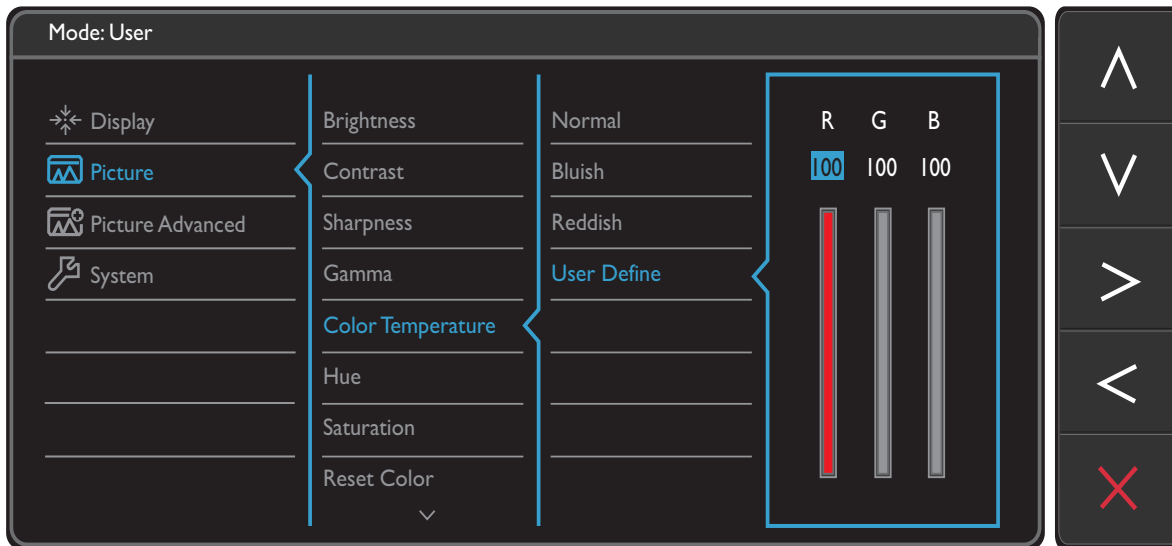 Mode: User
Display
Picture
Picture Advanced
System
Brightness
Contrast
Sharpness
Gamma
Color Temperature
Hue
Saturation
Reset Color
Normal
Bluish
Reddish
User Define
R G B
100 100 100